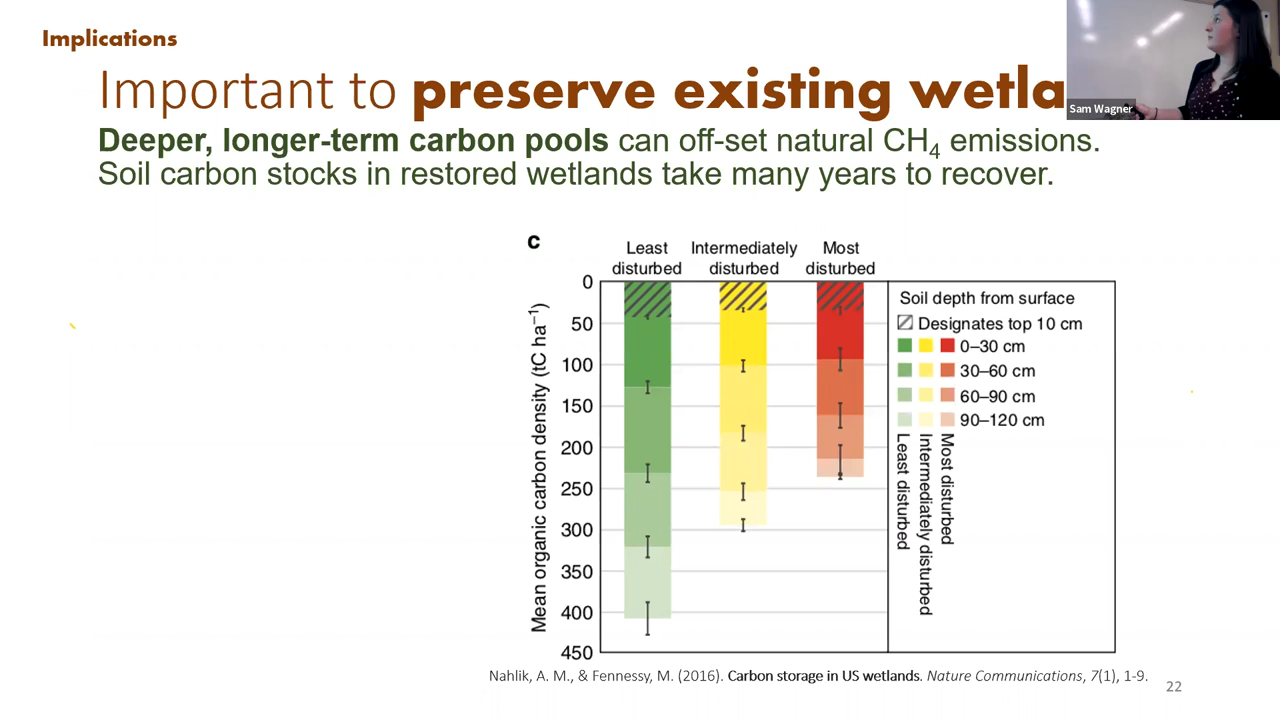 Implications
Important to preserve existing wetla
Sam Wagner
Deeper, longer-term carbon pools can off-set natural CH₄ emissions.
Soil carbon stocks in restored wetlands take many years to recover.
c
Least disturbed
Intermediately disturbed
Most disturbed
Mean organic carbon density (tC ha⁻¹)
0
50
100
150
200
250
300
350
400
450
Soil depth from surface
Designates top 10 cm
0–30 cm
30–60 cm
60–90 cm
90–120 cm
Least disturbed
Intermediately disturbed
Most disturbed
Nahlik, A. M., & Fennessy, M. (2016). Carbon storage in US wetlands. Nature Communications, 7(1), 1-9.
22